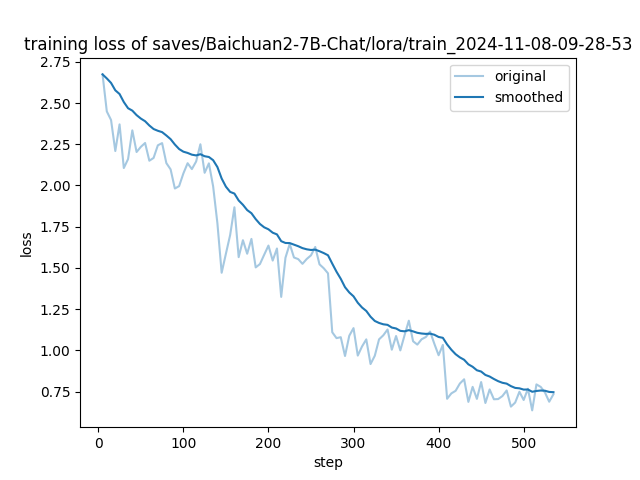 training loss of saves/Baichuan2-7B-Chat/lora/train_2024-11-08-09-28-53
original
smoothed
2.75
2.50
2.25
2.00
1.75
1.50
1.25
1.00
0.75
loss
0 100 200 300 400 500
step